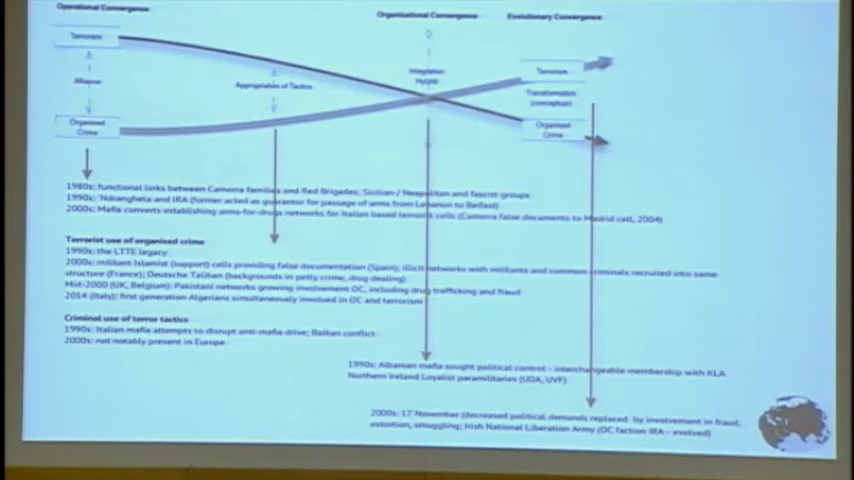 Operational Convergence
Organisational Convergence
Evolutionary Convergence
Terrorism
Alliance
Organised
Crime
Appropriation of Tactics
Integration
Hybrid
Terrorism
Transformation
(conceptual)
Organised
Crime
1980s: functional links between Camorra families and Red Brigades; Sicilian / Neapolitan and fascist groups
1990s: 'Ndrangheta and IRA (former acted as guarantor for passage of arms from Lebanon to Belfast)
2000s: Mafia converts establishing arms-for-drugs networks for Italian based terrorist cells (Camorra false documents to Madrid cell, 2004)
Terrorist use of organised crime
1990s: the LTTE legacy
2000s: militant Islamist (support) cells providing false documentation (Spain); illicit networks with militants and common criminals recruited into same
structure (France); Deutsche Taliban (backgrounds in petty crime, drug dealing)
Mid-2000 (UK, Belgium): Pakistani networks growing involvement OC, including drug trafficking and fraud
2014 (Italy): first generation Algerians simultaneously involved in OC and terrorism
Criminal use of terror tactics
1990s: Italian mafia attempts to disrupt anti-mafia drive; Balkan conflict
2000s: not notably present in Europe
1990s: Albanian mafia sought political control – interchangeable membership with KLA
Northern Ireland Loyalist paramilitaries (UDA, UVF)
2000s: 17 November (decreased political demands replaced by involvement in fraud,
extortion, smuggling; Irish National Liberation Army (OC faction IRA – evolved)